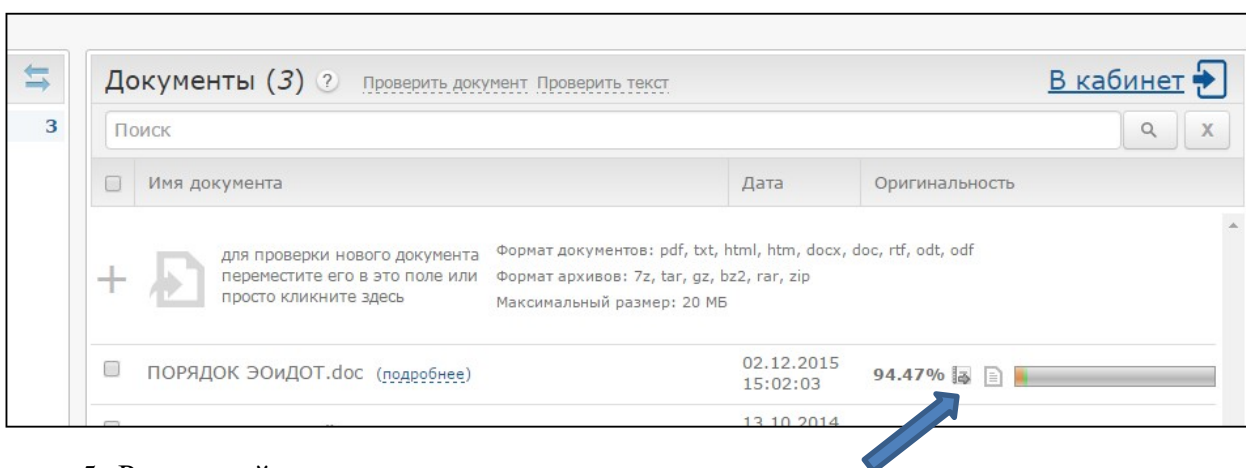 Документы (3) ? Проверить документ Проверить текст В кабинет
3
Поиск X
Имя документа Дата Оригинальность
для проверки нового документа
переместите его в это поле или
просто кликните здесь
Формат документов: pdf, txt, html, htm, docx, doc, rtf, odt, odf
Формат архивов: 7z, tar, gz, bz2, rar, zip
Максимальный размер: 20 МБ
ПОРЯДОК ЭОиДОТ.doc (подробнее) 02.12.2015
15:02:03 94.47%
13.10.2014